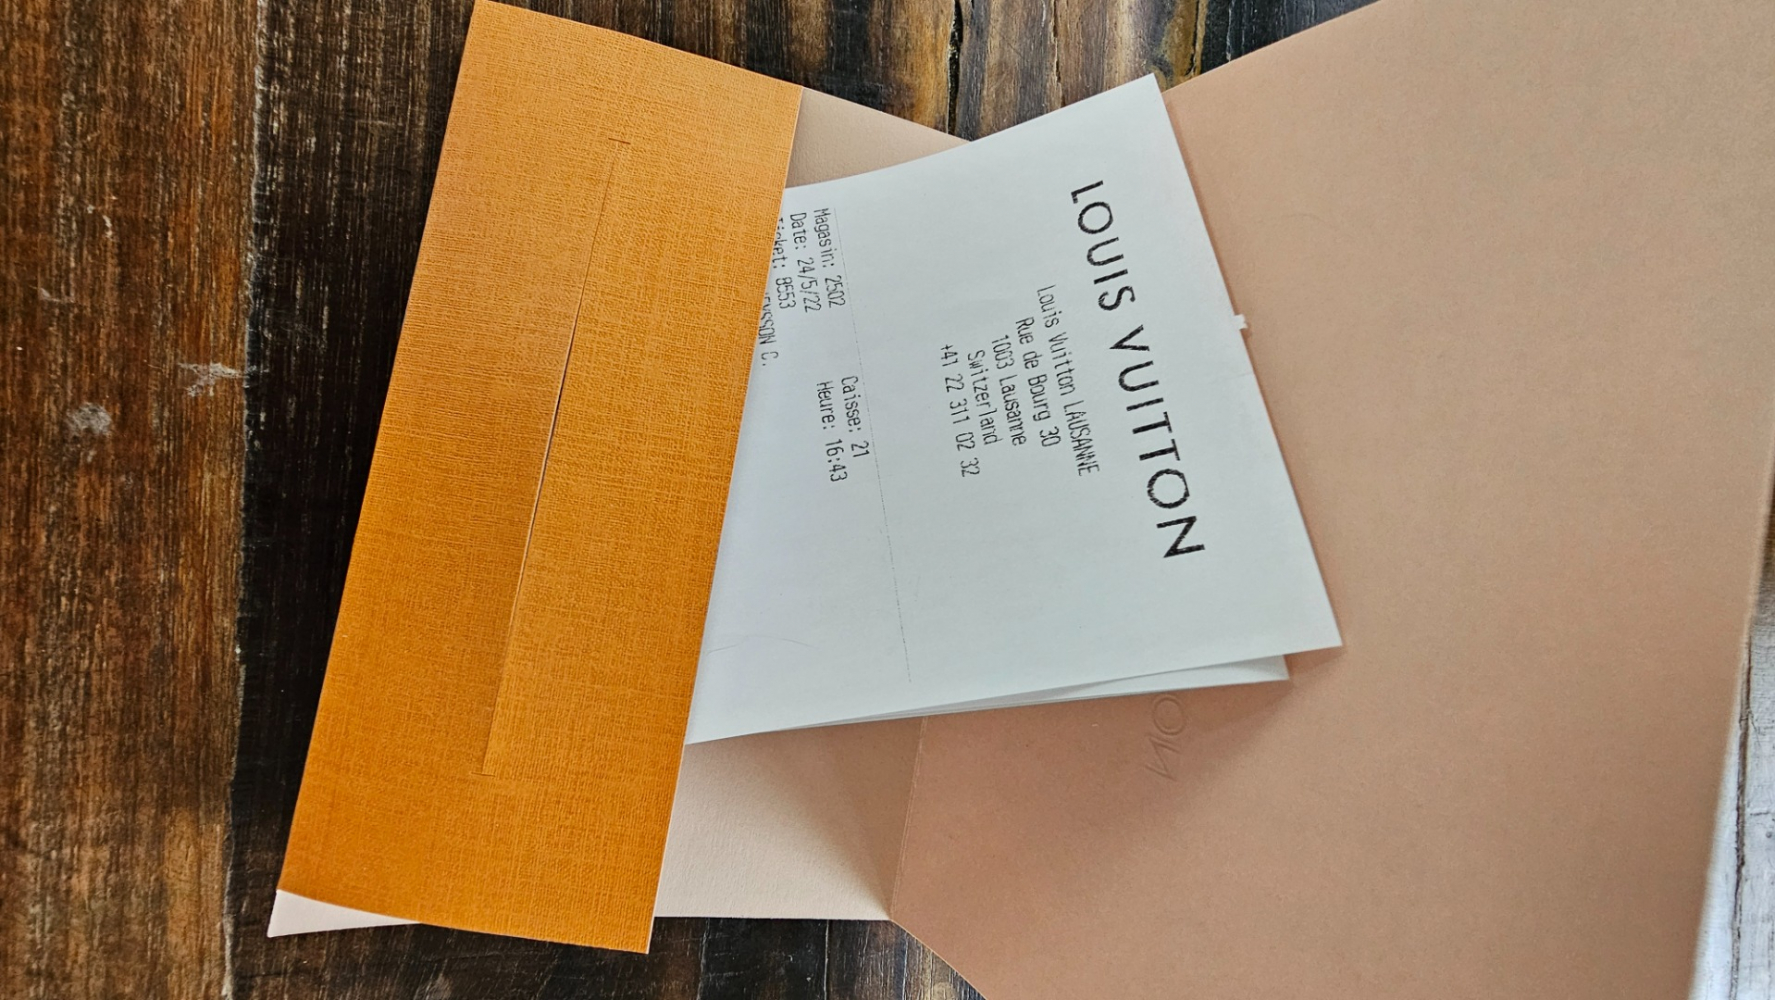 LOUIS VUITTON
Louis Vuitton LAUSANNE
Rue de Bourg 30
1003 Lausanne
Switzerland
+41 22 311 02 32
Magasin: 2502 Caisse: 21
Date: 24/5/22 Heure: 16:43
Ticket: 8553